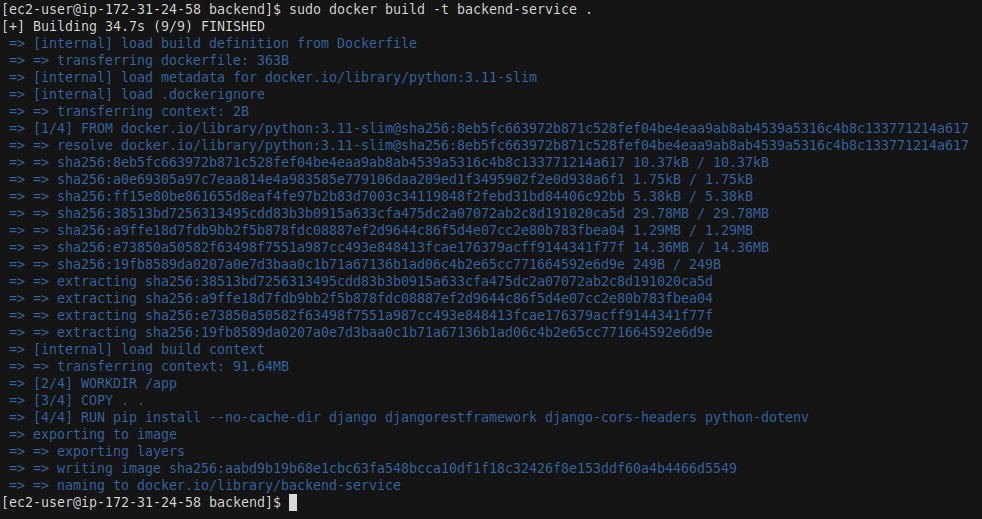 [ec2-user@ip-172-31-24-58 backend]$ sudo docker build -t backend-service .
[+] Building 34.7s (9/9) FINISHED
=> [internal] load build definition from Dockerfile
=> => transferring dockerfile: 363B
=> [internal] load metadata for docker.io/library/python:3.11-slim
=> [internal] load .dockerignore
=> => transferring context: 2B
=> [1/4] FROM docker.io/library/python:3.11-slim@sha256:8eb5fc663972b871c528fef04be4eaa9ab8ab4539a5316c4b8c133771214a617
=> => resolve docker.io/library/python:3.11-slim@sha256:8eb5fc663972b871c528fef04be4eaa9ab8ab4539a5316c4b8c133771214a617
=> => sha256:8eb5fc663972b871c528fef04be4eaa9ab8ab4539a5316c4b8c133771214a617 10.37kB / 10.37kB
=> => sha256:a0e69305a97c7eaa814e4a983585e779106daa209ed1f3495902f2e0d938a6f1 1.75kB / 1.75kB
=> => sha256:ff15e80be861655d8eaf4fe97b2b83d7003c34119848f2febd31bd84406c92bb 5.38kB / 5.38kB
=> => sha256:38513bd7256313495cdd83b3b0915a633cfa475dc2a07072ab2c8d191020ca5d 29.78MB / 29.78MB
=> => sha256:a9ffe18d7fdb9bb2f5b878fdc08887ef2d9644c86f5d4e07cc2e80b783fbea04 1.29MB / 1.29MB
=> => sha256:e73850a50582f63498f7551a987cc493e848413fcae176379acff9144341f77f 14.36MB / 14.36MB
=> => sha256:19fb8589da0207a0e7d3baa0c1b71a67136b1ad06c4b2e65cc771664592e6d9e 249B / 249B
=> => extracting sha256:38513bd7256313495cdd83b3b0915a633cfa475dc2a07072ab2c8d191020ca5d
=> => extracting sha256:a9ffe18d7fdb9bb2f5b878fdc08887ef2d9644c86f5d4e07cc2e80b783fbea04
=> => extracting sha256:e73850a50582f63498f7551a987cc493e848413fcae176379acff9144341f77f
=> => extracting sha256:19fb8589da0207a0e7d3baa0c1b71a67136b1ad06c4b2e65cc771664592e6d9e
=> [internal] load build context
=> => transferring context: 91.64MB
=> [2/4] WORKDIR /app
=> [3/4] COPY . .
=> [4/4] RUN pip install --no-cache-dir django djangorestframework django-cors-headers python-dotenv
=> exporting to image
=> => exporting layers
=> => writing image sha256:aabd9b19b68e1cbc63fa548bcca10df1f18c32426f8e153ddf60a4b4466d5549
=> => naming to docker.io/library/backend-service
[ec2-user@ip-172-31-24-58 backend]$